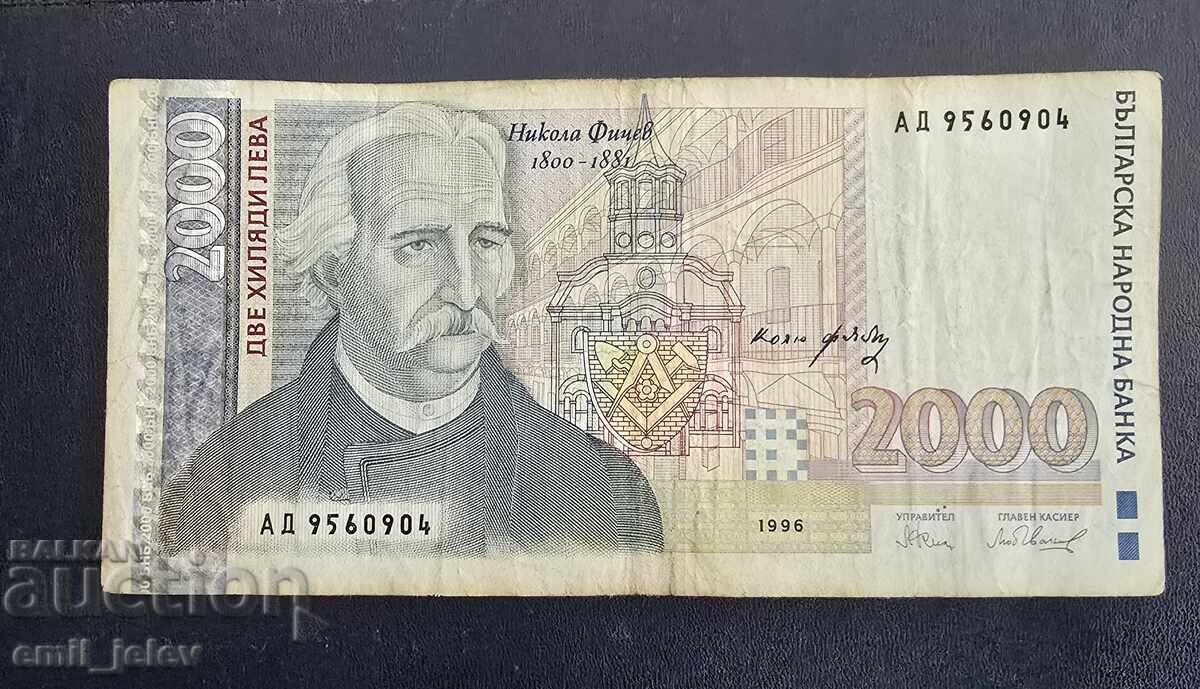 2000
ДВЕ ХИЛЯДИ ЛЕВА
Никола Фичев
1800 - 1881
АД 9560904
БЪЛГАРСКА НАРОДНА БАНКА
2000
АД 9560904
1996
УПРАВИТЕЛ
ГЛАВЕН КАСИЕР
BALKAN
auction
emil_jelev